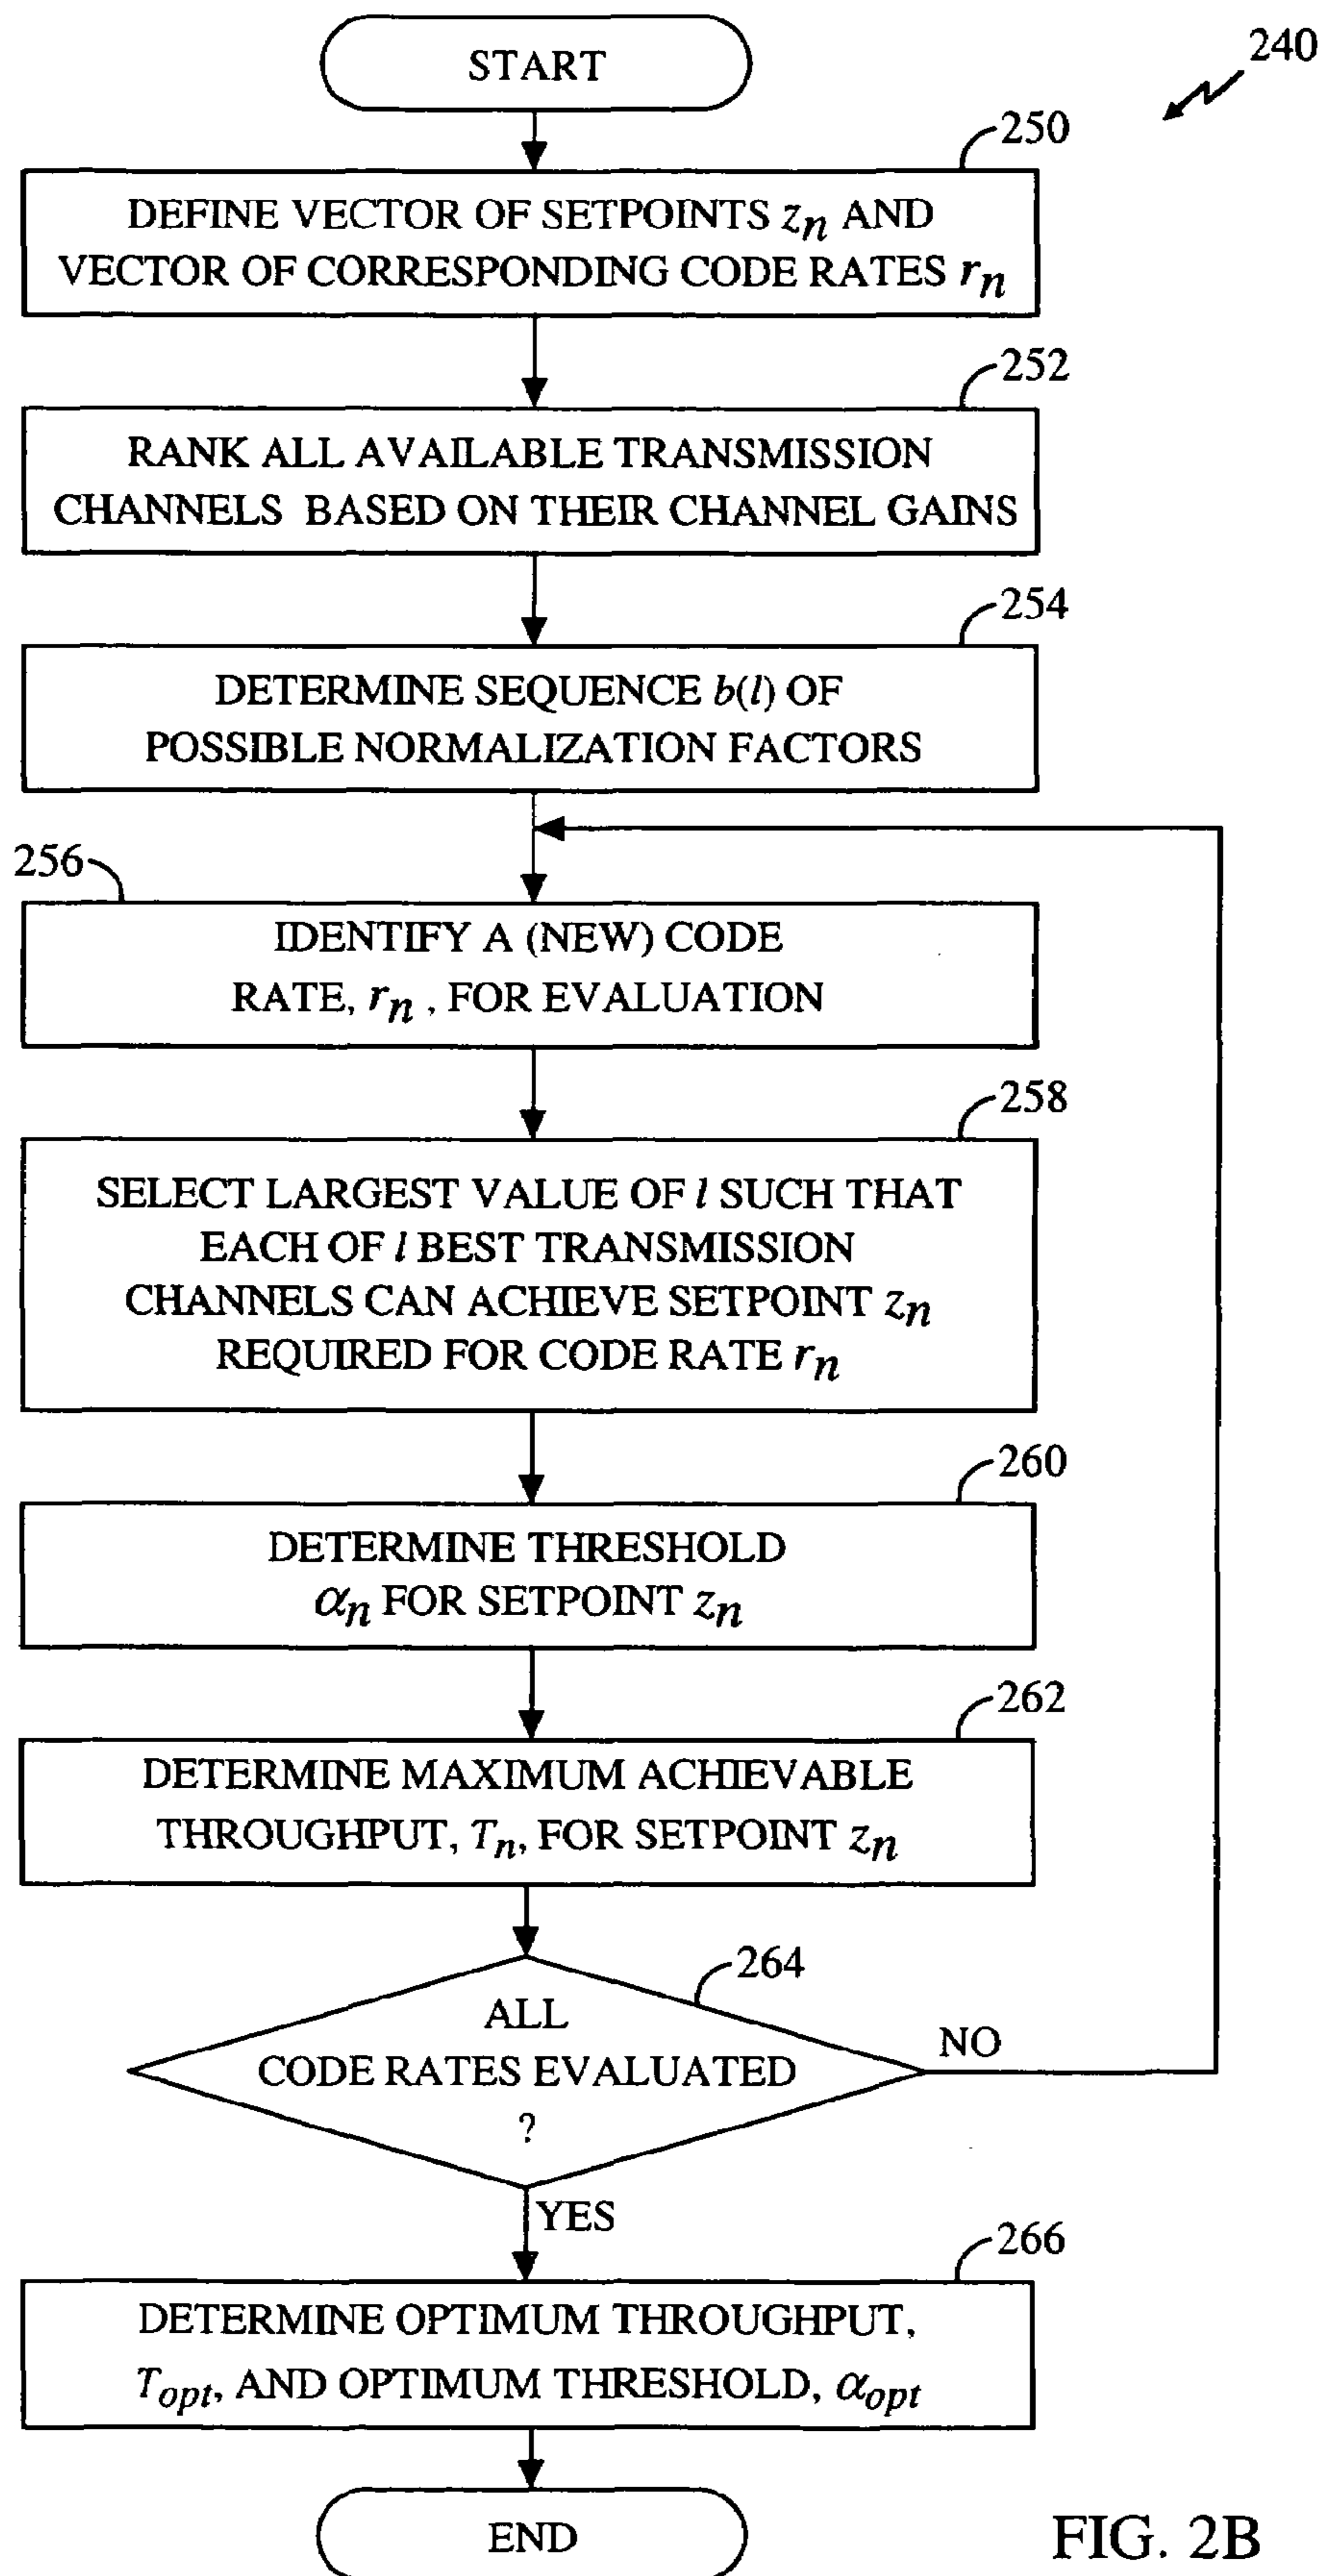 START
240
250
DEFINE VECTOR OF SETPOINTS zn AND
VECTOR OF CORRESPONDING CODE RATES rn
252
RANK ALL AVAILABLE TRANSMISSION
CHANNELS BASED ON THEIR CHANNEL GAINS
254
DETERMINE SEQUENCE b(l) OF
POSSIBLE NORMALIZATION FACTORS
256
IDENTIFY A (NEW) CODE
RATE, rn , FOR EVALUATION
258
SELECT LARGEST VALUE OF l SUCH THAT
EACH OF l BEST TRANSMISSION
CHANNELS CAN ACHIEVE SETPOINT zn
REQUIRED FOR CODE RATE rn
260
DETERMINE THRESHOLD
αn FOR SETPOINT zn
262
DETERMINE MAXIMUM ACHIEVABLE
THROUGHPUT, Tn, FOR SETPOINT zn
264
ALL
CODE RATES EVALUATED
?
NO
YES
266
DETERMINE OPTIMUM THROUGHPUT,
Topt, AND OPTIMUM THRESHOLD, αopt
END
FIG. 2B